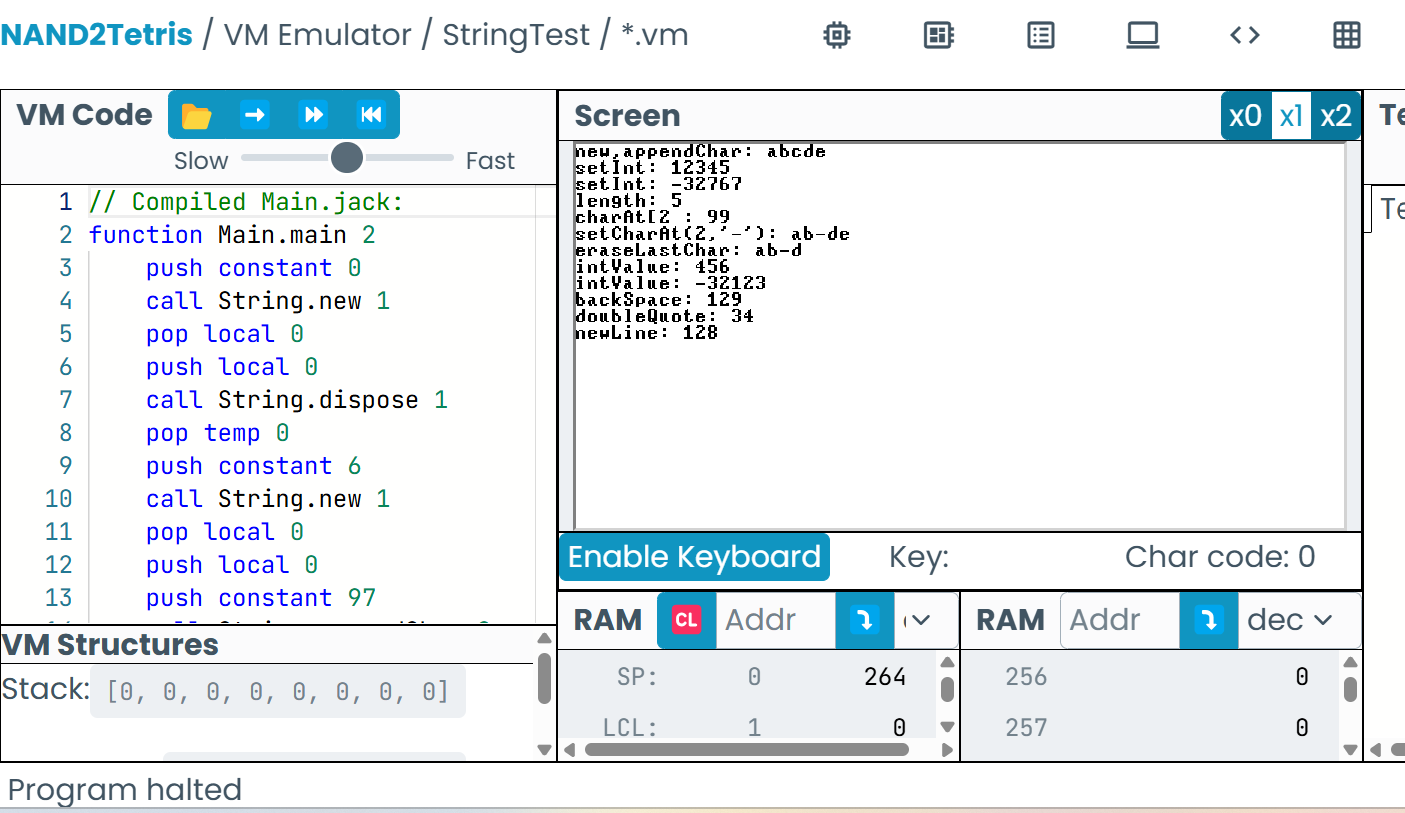 NAND2Tetris / VM Emulator / StringTest / *.vm
VM Code
Slow Fast
1 // Compiled Main.jack:
2 function Main.main 2
3 push constant 0
4 call String.new 1
5 pop local 0
6 push local 0
7 call String.dispose 1
8 pop temp 0
9 push constant 6
10 call String.new 1
11 pop local 0
12 push local 0
13 push constant 97
VM Structures
Stack: [0, 0, 0, 0, 0, 0, 0, 0]
Screen
x0 x1 x2
new,appendChar: abcde
setInt: 12345
setInt: -32767
length: 5
charAt[2 : 99
setCharAt(2,'-'): ab-de
eraseLastChar: ab-d
intValue: 456
intValue: -32123
backSpace: 129
doubleQuote: 34
newLine: 128
Enable Keyboard Key: Char code: 0
RAM CL Addr
SP: 0 264
LCL: 1 0
RAM Addr dec
256 0
257 0
Te
Te
Program halted